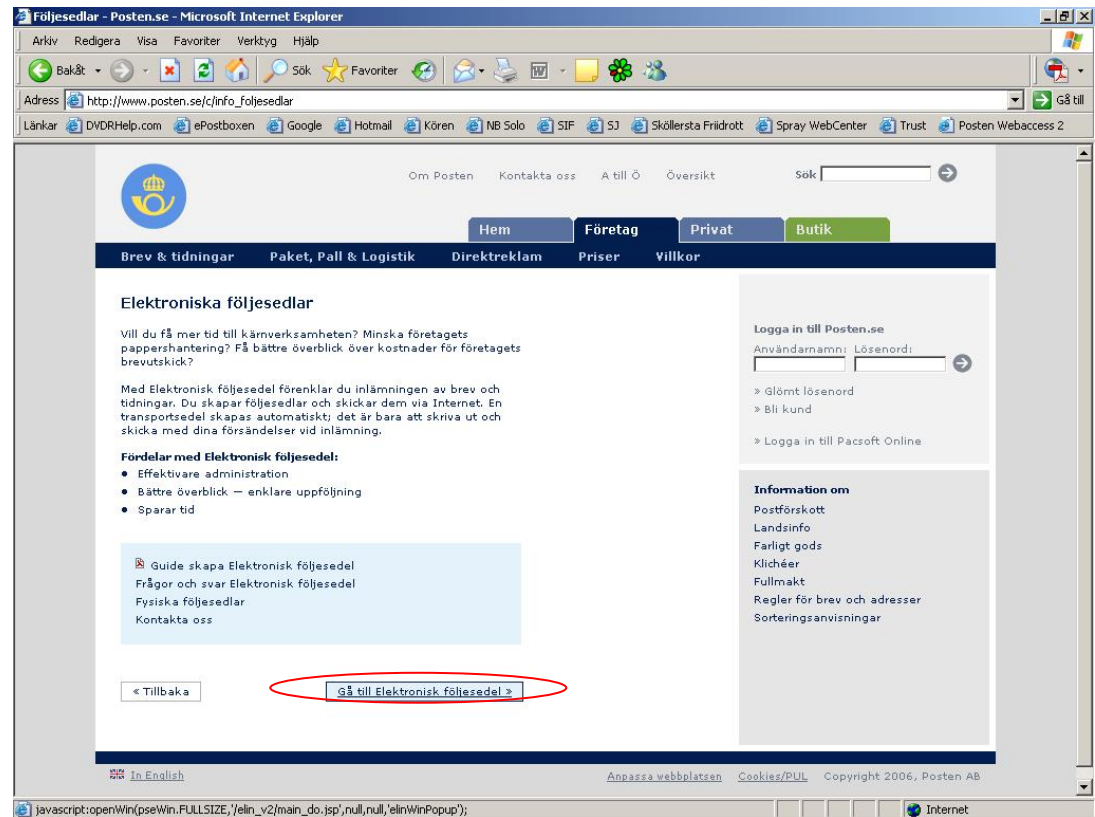 Följesedlar - Posten.se - Microsoft Internet Explorer
Arkiv Redigera Visa Favoriter Verktyg Hjälp
Bakåt Sök Favoriter
Adress http://www.posten.se/c/info_foljesedlar Gå till
Länkar DVDRHelp.com ePostboxen Google Hotmail Kören NB Solo SIF SJ Sköllersta Friidrott Spray WebCenter Trust Posten Webaccess 2
Om Posten Kontakta oss A till Ö Översikt Sök
Hem Företag Privat Butik
Brev & tidningar Paket, Pall & Logistik Direktreklam Priser Villkor
Elektroniska följesedlar
Vill du få mer tid till kärnverksamheten? Minska företagets
pappershantering? Få bättre överblick över kostnader för företagets
brevutskick?
Med Elektronisk följesedel förenklar du inlämningen av brev och
tidningar. Du skapar följesedlar och skickar dem via Internet. En
transportsedel skapas automatiskt; det är bara att skriva ut och
skicka med dina försändelser vid inlämning.
Fördelar med Elektronisk följesedel:
• Effektivare administration
• Bättre överblick — enklare uppföljning
• Sparar tid
Guide skapa Elektronisk följesedel
Frågor och svar Elektronisk följesedel
Fysiska följesedlar
Kontakta oss
« Tillbaka
Gå till Elektronisk följesedel »
Logga in till Posten.se
Användarnamn: Lösenord:
» Glömt lösenord
» Bli kund
» Logga in till Pacsoft Online
Information om
Postförskott
Landsinfo
Farligt gods
Klichéer
Fullmakt
Regler för brev och adresser
Sorteringsanvisningar
In English Anpassa webbplatsen Cookies/PUL Copyright 2006, Posten AB
javascript:openWin(pseWin.FULLSIZE,'/elin_v2/main_do.jsp',null,null,'elinWinPopup'); Internet